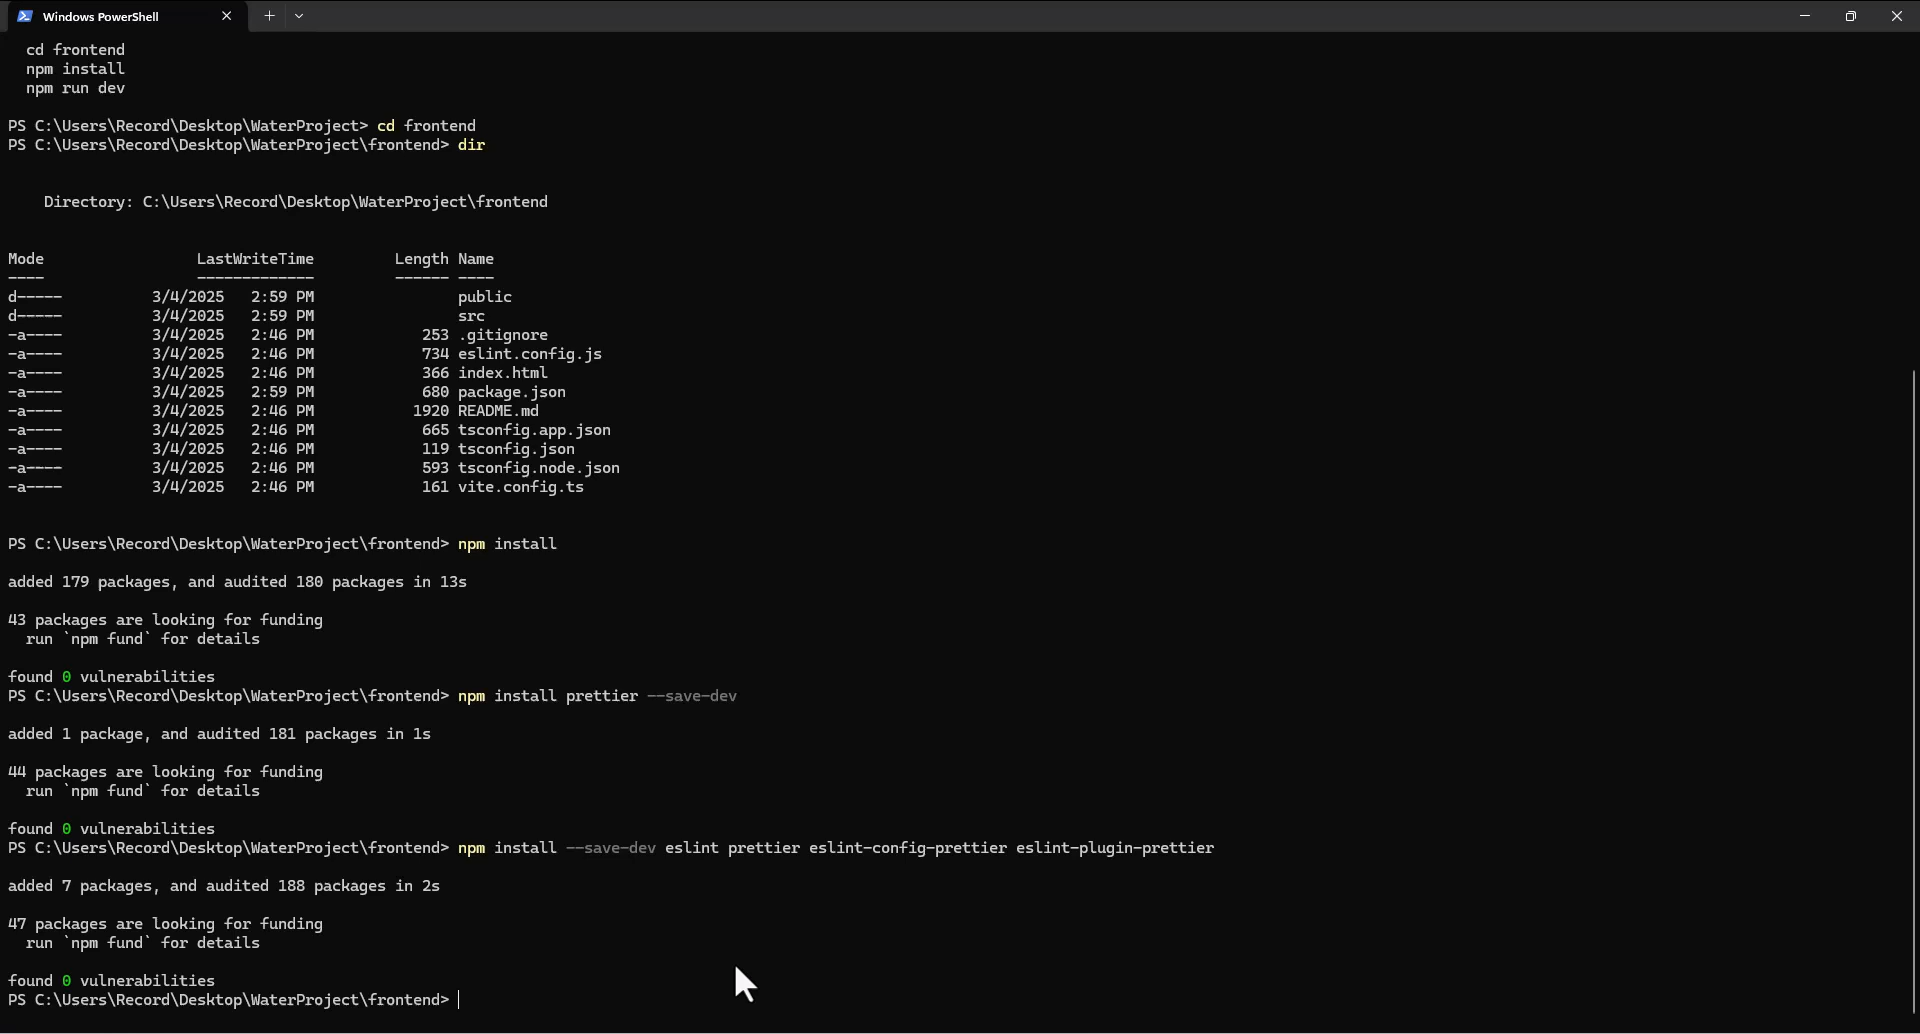 Windows PowerShell
cd frontend
npm install
npm run dev
PS C:\Users\Record\Desktop\WaterProject> cd frontend
PS C:\Users\Record\Desktop\WaterProject\frontend> dir
Directory: C:\Users\Record\Desktop\WaterProject\frontend
Mode LastWriteTime Length Name
---- ------------- ------ ----
d----- 3/4/2025 2:59 PM public
d----- 3/4/2025 2:59 PM src
-a---- 3/4/2025 2:46 PM 253 .gitignore
-a---- 3/4/2025 2:46 PM 734 eslint.config.js
-a---- 3/4/2025 2:46 PM 366 index.html
-a---- 3/4/2025 2:59 PM 680 package.json
-a---- 3/4/2025 2:46 PM 1920 README.md
-a---- 3/4/2025 2:46 PM 665 tsconfig.app.json
-a---- 3/4/2025 2:46 PM 119 tsconfig.json
-a---- 3/4/2025 2:46 PM 593 tsconfig.node.json
-a---- 3/4/2025 2:46 PM 161 vite.config.ts
PS C:\Users\Record\Desktop\WaterProject\frontend> npm install
added 179 packages, and audited 180 packages in 13s
43 packages are looking for funding
run `npm fund` for details
found 0 vulnerabilities
PS C:\Users\Record\Desktop\WaterProject\frontend> npm install prettier --save-dev
added 1 package, and audited 181 packages in 1s
44 packages are looking for funding
run `npm fund` for details
found 0 vulnerabilities
PS C:\Users\Record\Desktop\WaterProject\frontend> npm install --save-dev eslint prettier eslint-config-prettier eslint-plugin-prettier
added 7 packages, and audited 188 packages in 2s
47 packages are looking for funding
run `npm fund` for details
found 0 vulnerabilities
PS C:\Users\Record\Desktop\WaterProject\frontend>